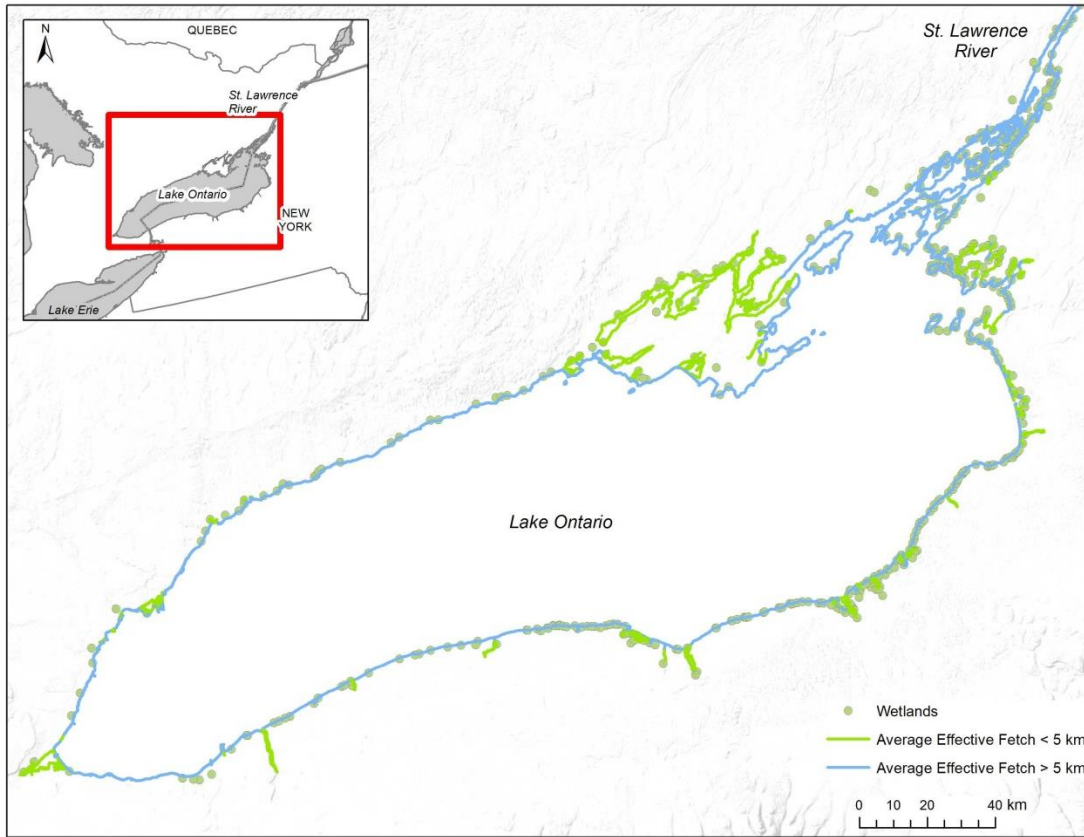 N
QUEBEC
St. Lawrence
River
Lake Ontario
NEW
YORK
Lake Erie
St. Lawrence
River
Lake Ontario
Wetlands
Average Effective Fetch < 5 km
Average Effective Fetch > 5 km
0 10 20 40 km